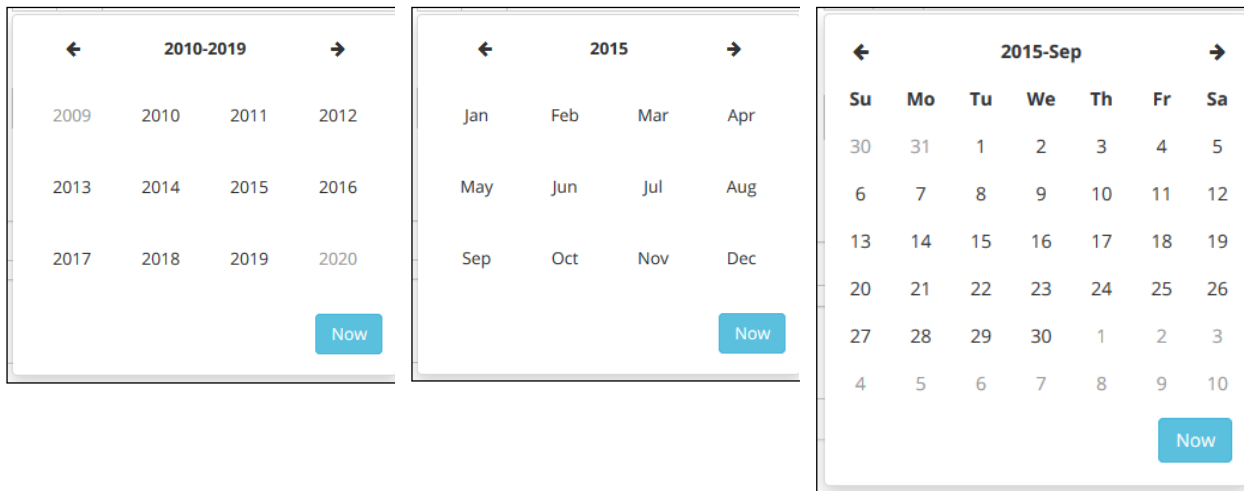 2010-2019
2009 2010 2011 2012
2013 2014 2015 2016
2017 2018 2019 2020
Now
2015
Jan Feb Mar Apr
May Jun Jul Aug
Sep Oct Nov Dec
Now
2015-Sep
Su Mo Tu We Th Fr Sa
30 31 1 2 3 4 5
6 7 8 9 10 11 12
13 14 15 16 17 18 19
20 21 22 23 24 25 26
27 28 29 30 1 2 3
4 5 6 7 8 9 10
Now